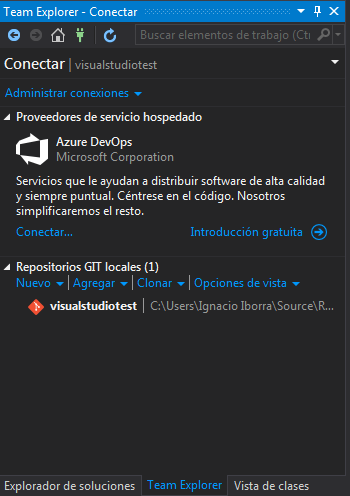 Team Explorer - Conectar
Buscar elementos de trabajo (Ct
Conectar | visualstudiotest
Administrar conexiones
Proveedores de servicio hospedado
Azure DevOps
Microsoft Corporation
Servicios que le ayudan a distribuir software de alta calidad
y siempre puntual. Céntrese en el código. Nosotros
simplificaremos el resto.
Conectar... Introducción gratuita
Repositorios GIT locales (1)
Nuevo | Agregar | Clonar | Opciones de vista
visualstudiotest | C:\Users\Ignacio Iborra\Source\R...
Explorador de soluciones Team Explorer Vista de clases